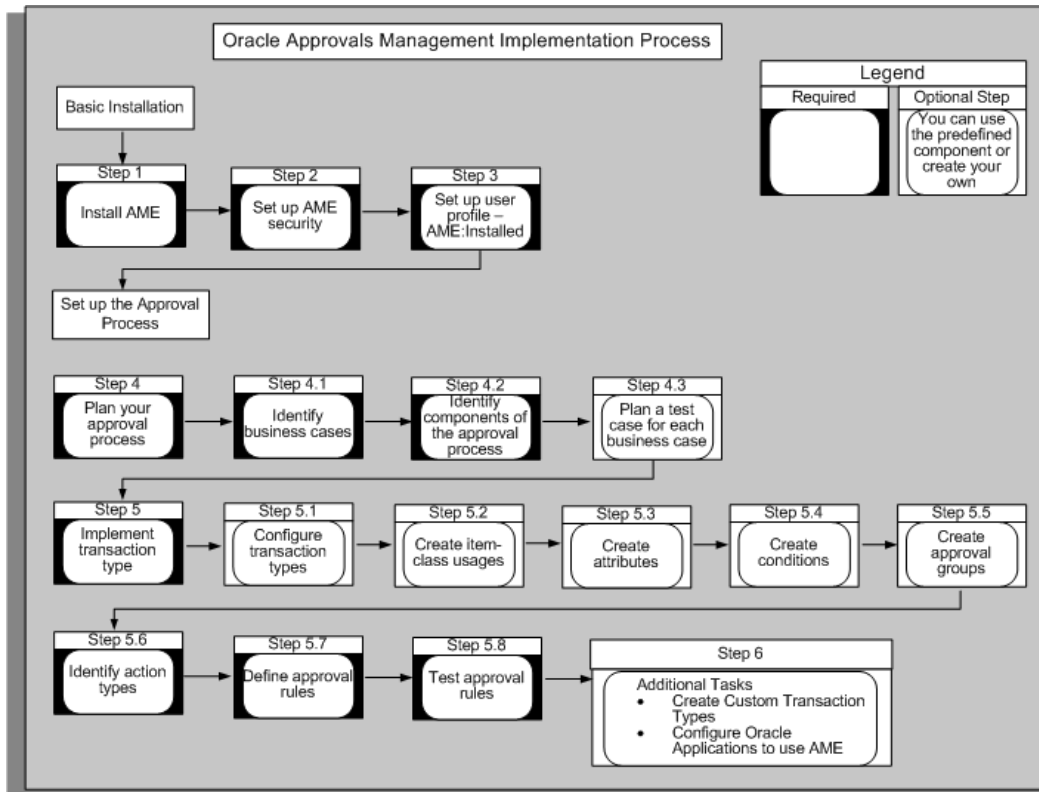 Oracle Approvals Management Implementation Process
Legend
Required
Optional Step
You can use
the predefined
component or
create your
own
Basic Installation
Step 1
Install AME
Step 2
Set up AME
security
Step 3
Set up user
profile –
AME:Installed
Set up the Approval
Process
Step 4
Plan your
approval
process
Step 4.1
Identify
business cases
Step 4.2
Identify
components of
the approval
process
Step 4.3
Plan a test
case for each
business case
Step 5
Implement
transaction
type
Step 5.1
Configure
transaction
types
Step 5.2
Create item-
class usages
Step 5.3
Create
attributes
Step 5.4
Create
conditions
Step 5.5
Create
approval
groups
Step 5.6
Identify action
types
Step 5.7
Define approval
rules
Step 5.8
Test approval
rules
Step 6
Additional Tasks
• Create Custom Transaction
Types
• Configure Oracle
Applications to use AME